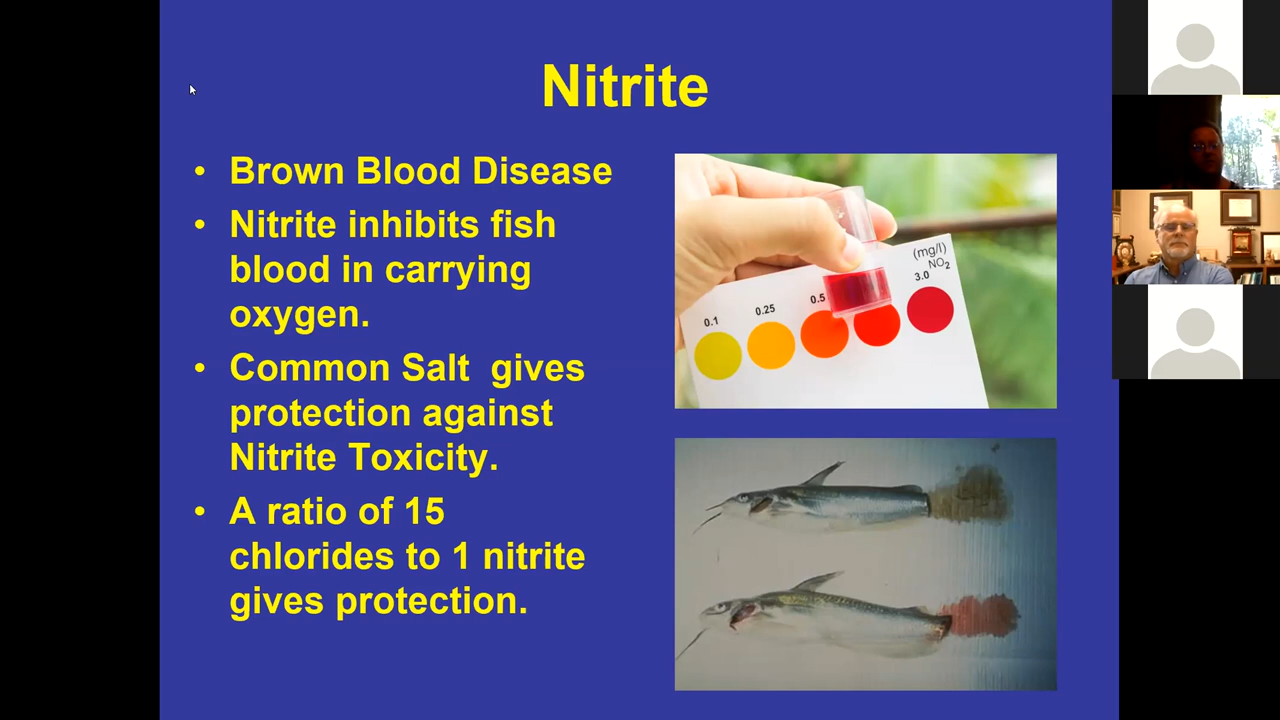 Nitrite
• Brown Blood Disease
• Nitrite inhibits fish
blood in carrying
oxygen.
• Common Salt  gives
protection against
Nitrite Toxicity.
• A ratio of 15
chlorides to 1 nitrite
gives protection.
(mg/l)
NO2
0.1
0.25
0.5
3.0